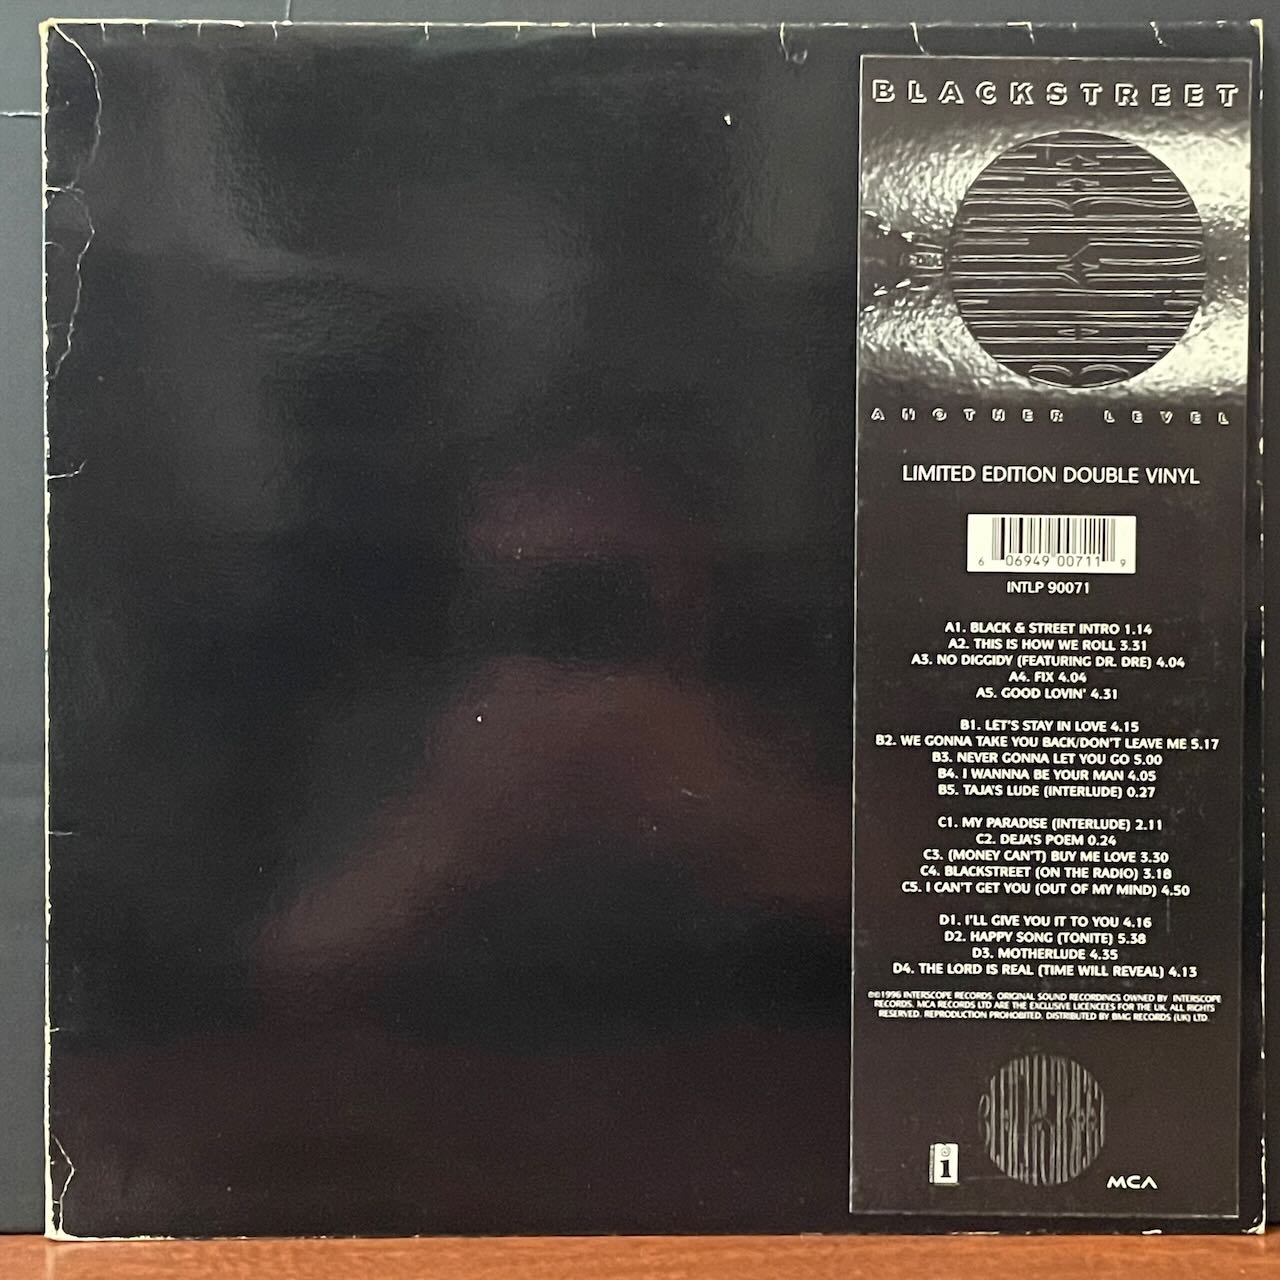 BLACKSTREET
ANOTHER LEVEL
LIMITED EDITION DOUBLE VINYL
6 06949 00711 9
INTLP 90071
A1. BLACK & STREET INTRO 1.14
A2. THIS IS HOW WE ROLL 3.31
A3. NO DIGGIDY (FEATURING DR. DRE) 4.04
A4. FIX 4.04
A5. GOOD LOVIN' 4.31
B1. LET'S STAY IN LOVE 4.15
B2. WE GONNA TAKE YOU BACK/DON'T LEAVE ME 5.17
B3. NEVER GONNA LET YOU GO 5.00
B4. I WANNNA BE YOUR MAN 4.05
B5. TAJA'S LUDE (INTERLUDE) 0.27
C1. MY PARADISE (INTERLUDE) 2.11
C2. DEJA'S POEM 0.24
C3. (MONEY CAN'T) BUY ME LOVE 3.30
C4. BLACKSTREET (ON THE RADIO) 3.18
C5. I CAN'T GET YOU (OUT OF MY MIND) 4.50
D1. I'LL GIVE YOU IT TO YOU 4.16
D2. HAPPY SONG (TONITE) 5.38
D3. MOTHERLUDE 4.35
D4. THE LORD IS REAL (TIME WILL REVEAL) 4.13
℗©1996 INTERSCOPE RECORDS. ORIGINAL SOUND RECORDINGS OWNED BY INTERSCOPE
RECORDS. MCA RECORDS LTD ARE THE EXCLUSIVE LICENCEES FOR THE UK. ALL RIGHTS
RESERVED. REPRODUCTION PROHOBITED. DISTRIBUTED BY BMG RECORDS (UK) LTD.
BLACKSTREET
i
MCA